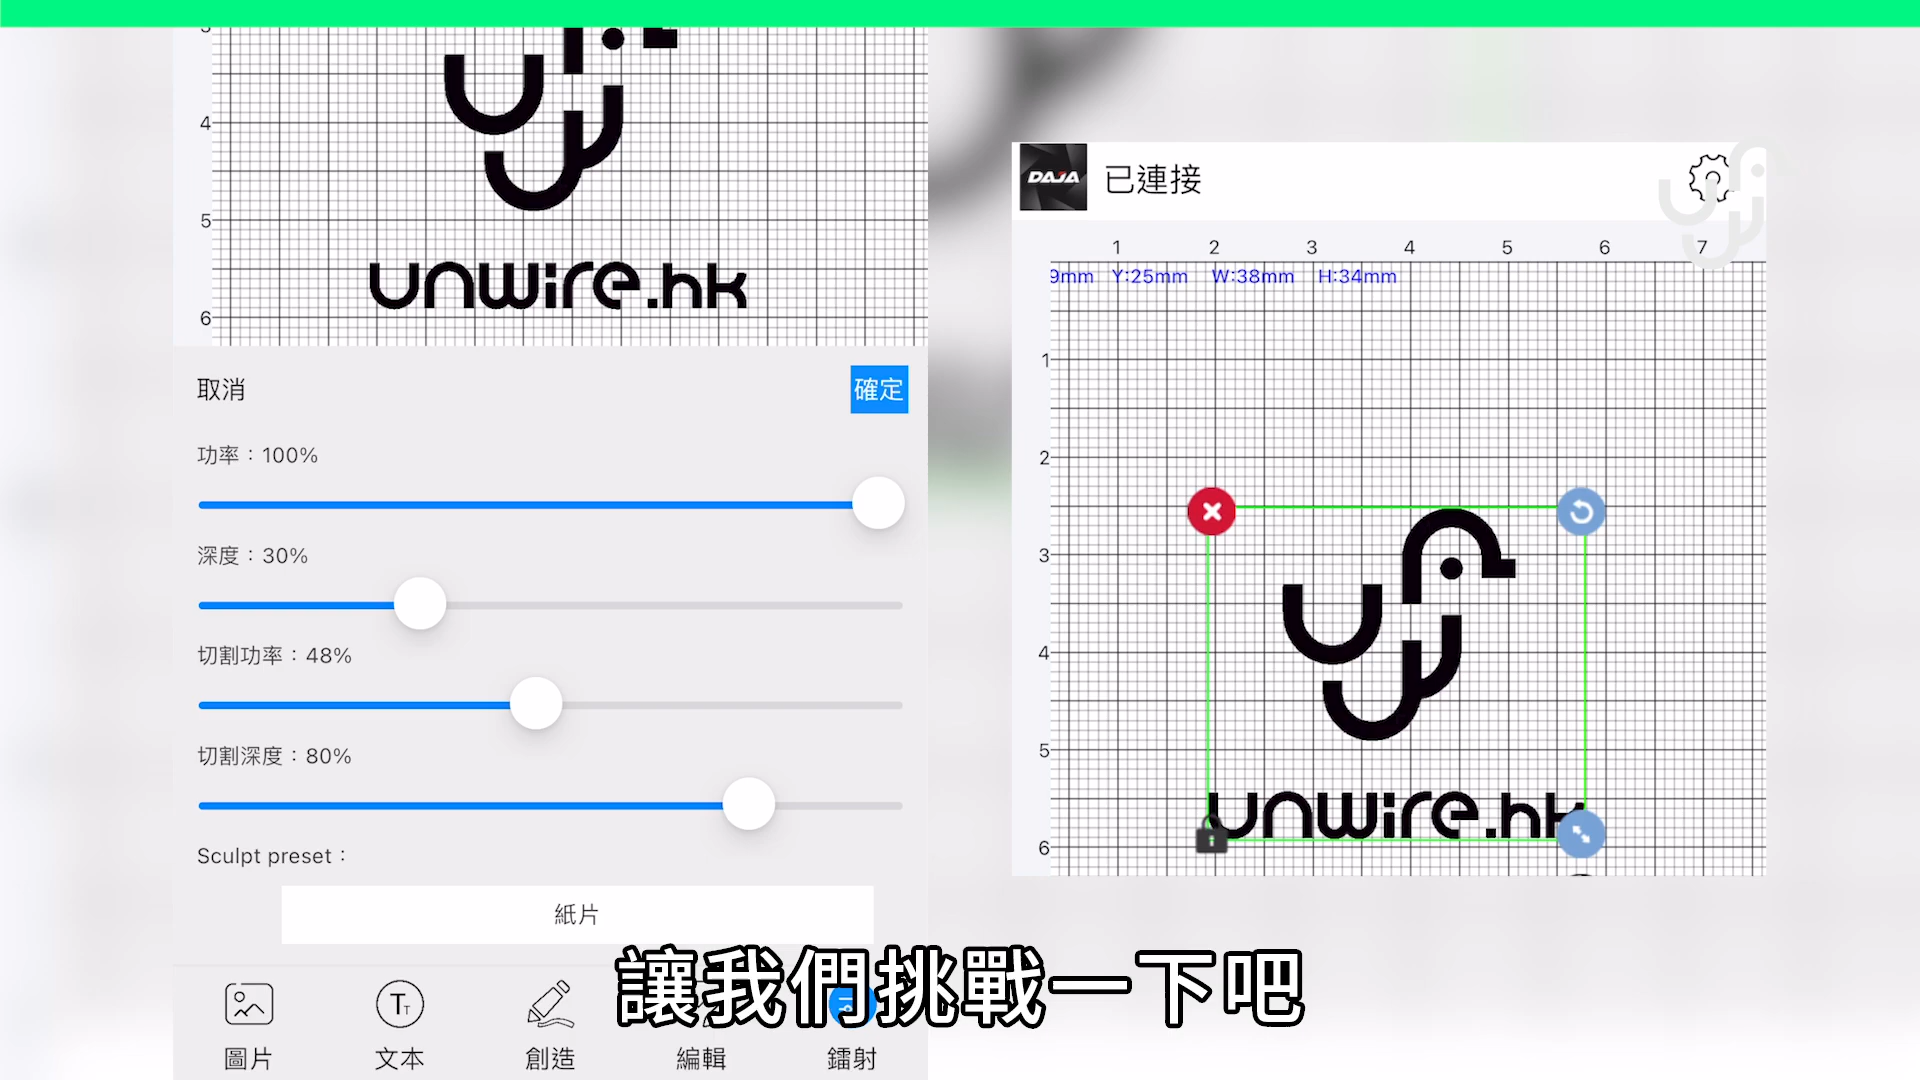 4
5
unwire.hk
6
取消
確定
功率：100%
深度：30%
切割功率：48%
切割深度：80%
Sculpt preset：
紙片
圖片
文本
創造
編輯
鐳射
DAJA
已連接
1 2 3 4 5 6 7
9mm Y:25mm W:38mm H:34mm
1
2
3
4
5
unwire.hk
6
讓我們挑戰一下吧